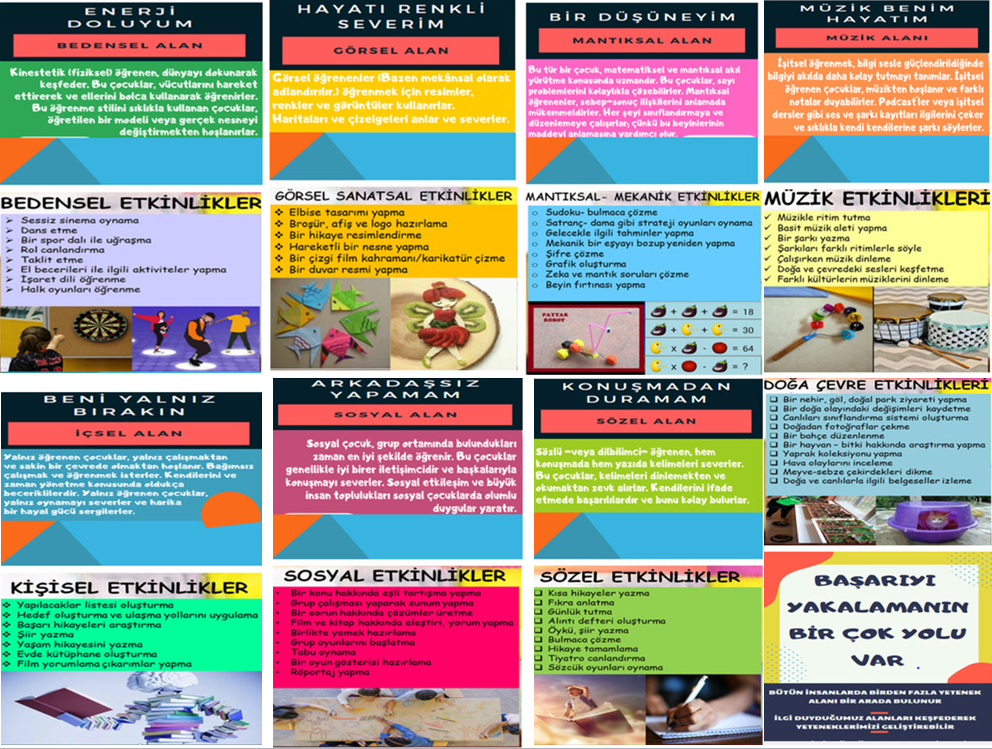 ENERJİ
DOLUYUM
BEDENSEL ALAN
Kinestetik (fiziksel) öğrenen, dünyayı dokunarak
keşfeder. Bu çocuklar, vücutlarını hareket
ettirerek ve ellerini bolca kullanarak öğrenirler.
Bu öğrenme stilini sıklıkla kullanan çocuklar,
öğretilen bir modeli veya gerçek nesneyi
değiştirmekten hoşlanırlar.
HAYATI RENKLİ
SEVERİM
GÖRSEL ALAN
Görsel öğrenenler (Bazen mekânsal olarak
adlandırılır.) öğrenmek için resimler,
renkler ve görüntüler kullanırlar.
Haritaları ve çizelgeleri anlar ve severler.
BİR DÜŞÜNEYİM
MANTIKSAL ALAN
Bu tür bir çocuk, matematiksel ve mantıksal akıl
yürütme konusunda uzmandır. Bu çocuklar, sayı
problemlerini kolaylıkla çözebilirler. Mantıksal
öğrenenler, sebep-sonuç ilişkilerini anlamada
mükemmeldirler. Her şeyi sınıflandırmaya ve
düzenlemeye çalışırlar; çünkü bu beyinlerinin
maddeyi anlamasına yardımcı olur.
MÜZİK BENİM
HAYATIM
MÜZİK ALANI
İşitsel öğrenmek, bilgi sesle güçlendirildiğinde
bilgiyi akılda daha kolay tutmayı tanımlar. İşitsel
öğrenen çocuklar, müzikten hoşlanır ve farklı
notalar duyabilirler. Podcast'ler veya işitsel
dersler gibi ses ve şarkı kayıtları ilgilerini çeker
ve sıklıkla kendi kendilerine şarkı söylerler.
BEDENSEL ETKİNLİKLER
Sessiz sinema oynama
Dans etme
Bir spor dalı ile uğraşma
Rol canlandırma
Taklit etme
El becerileri ile ilgili aktiviteler yapma
İşaret dili öğrenme
Halk oyunları öğrenme
GÖRSEL SANATSAL ETKİNLİKLER
Elbise tasarımı yapma
Broşür, afiş ve logo hazırlama
Bir hikaye resimlendirme
Hareketli bir nesne yapma
Bir çizgi film kahramanı/karikatür çizme
Bir duvar resmi yapma
MANTIKSAL- MEKANİK ETKİNLİKLER
Sudoku- bulmaca çözme
Satranç- dama gibi strateji oyunları oynama
Gelecekle ilgili tahminler yapma
Mekanik bir eşyayı bozup yeniden yapma
Şifre çözme
Grafik oluşturma
Zeka ve mantık soruları çözme
Beyin fırtınası yapma
PAYTAK
ROBOT
+ + = 18
+ + = 30
x - = 64
+ x = ?
MÜZİK ETKİNLİKLERİ
Müzikle ritim tutma
Basit müzik aleti yapma
Bir şarkı yazma
Şarkıları farklı ritimlerle söyle
Çalışırken müzik dinleme
Doğa ve çevredeki sesleri keşfetme
Farklı kültürlerin müziklerini dinleme
BENİ YALNIZ
BIRAKIN
İÇSEL ALAN
Yalnız öğrenen çocuklar, yalnız çalışmaktan
ve sakin bir çevrede olmaktan hoşlanır. Bağımsız
çalışmak ve öğrenmek isterler. Kendilerini ve
zaman yönetme konusunda oldukça
beceriklilerdir. Yalnız öğrenen çocuklar,
yalnız oynamayı severler ve harika
bir hayal gücü sergilerler.
ARKADAŞSIZ
YAPAMAM
SOSYAL ALAN
Sosyal çocuk, grup ortamında bulundukları
zaman en iyi şekilde öğrenir. Bu çocuklar
genellikle iyi birer iletişimcidir ve başkalarıyla
konuşmayı severler. Sosyal etkileşim ve büyük
insan toplulukları sosyal çocuklarda olumlu
duygular yaratır.
KONUŞMADAN
DURAMAM
SÖZEL ALAN
Sözlü -veya dilbilimci- öğrenen, hem
konuşmada hem yazıda kelimeleri severler.
Bu çocuklar, kelimeleri dinlemekten ve
okumaktan zevk alırlar. Kendilerini ifade
etmede başarılılardır ve bunu kolay bulurlar.
DOĞA ÇEVRE ETKİNLİKLERİ
Bir nehir, göl, doğal park ziyareti yapma
Bir doğa olayındaki değişimleri kaydetme
Canlıları sınıflandırma sistemi oluşturma
Doğadan fotoğraflar çekme
Bir bahçe düzenleme
Bir hayvan - bitki hakkında araştırma yapma
Yaprak koleksiyonu yapma
Hava olaylarını inceleme
Meyve-sebze çekirdekleri dikme
Doğa ve canlılarla ilgili belgeseller izleme
KİŞİSEL ETKİNLİKLER
Yapılacaklar listesi oluşturma
Hedef oluşturma ve ulaşma yollarını uygulama
Başarı hikayeleri araştırma
Şiir yazma
Yaşam hikayesini yazma
Evde kütüphane oluşturma
Film yorumlama çıkarımlar yapma
SOSYAL ETKİNLİKLER
Bir konu hakkında eşli tartışma yapma
Grup çalışması yaparak sunum yapma
Bir sorun hakkında çözümler üretme
Film ve kitap hakkında eleştiri, yorum yapma
Birlikte yemek hazırlama
Grup oyunlarını başlatma
Tabu oynama
Bir oyun gösterisi hazırlama
Röportaj yapma
SÖZEL ETKİNLİKLER
Kısa hikayeler yazma
Fıkra anlatma
Günlük tutma
Alıntı defteri oluşturma
Öykü, şiir yazma
Bulmaca çözme
Hikaye tamamlama
Tiyatro canlandırma
Sözcük oyunları oynama
BAŞARIYI
YAKALAMANIN
BİR ÇOK YOLU
VAR
BÜTÜN İNSANLARDA BİRDEN FAZLA YETENEK
ALANI BİR ARADA BULUNUR
İLGİ DUYDUĞUMUZ ALANLARI KEŞFEDEREK
YETENEKLERİMİZİ GELİŞTİREBİLİR